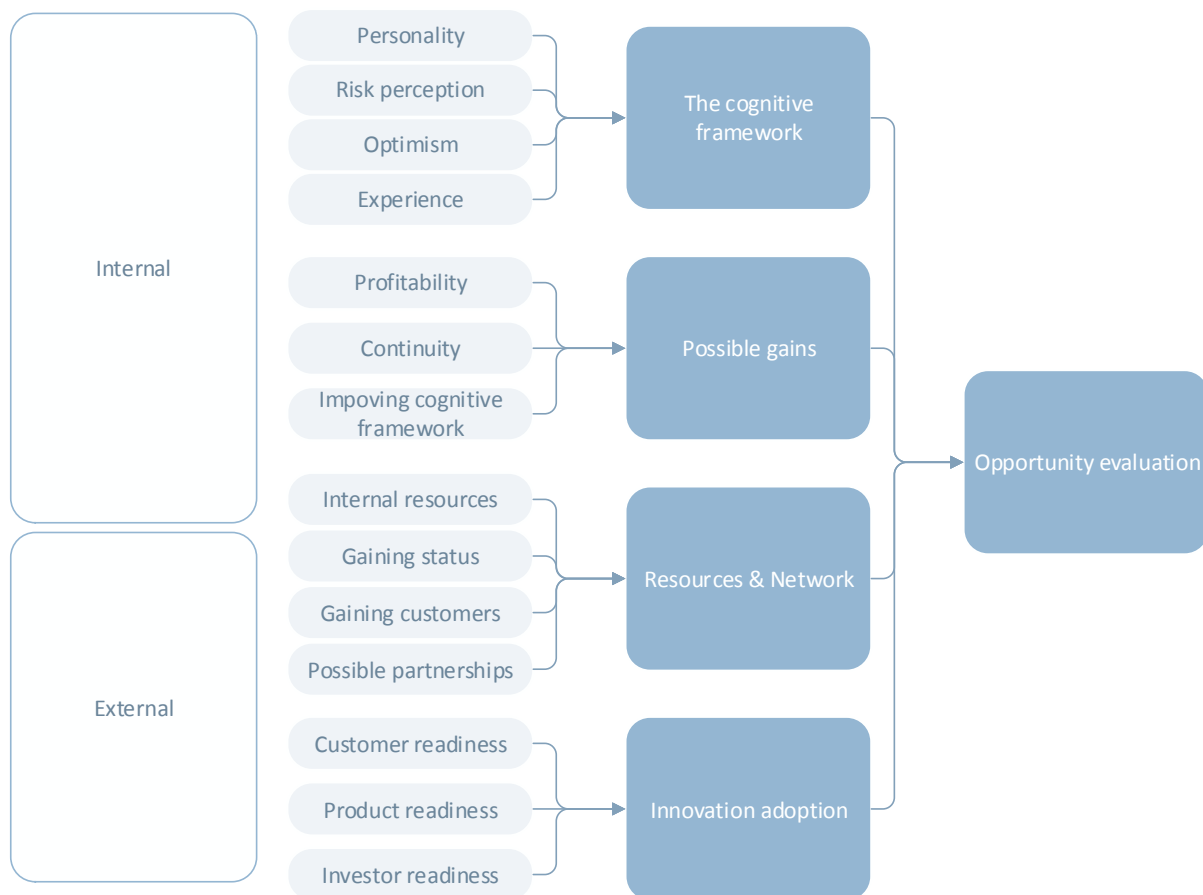 Internal
External
Personality
Risk perception
Optimism
Experience
Profitability
Continuity
Impoving cognitive
framework
Internal resources
Gaining status
Gaining customers
Possible partnerships
Customer readiness
Product readiness
Investor readiness
The cognitive
framework
Possible gains
Resources & Network
Innovation adoption
Opportunity evaluation